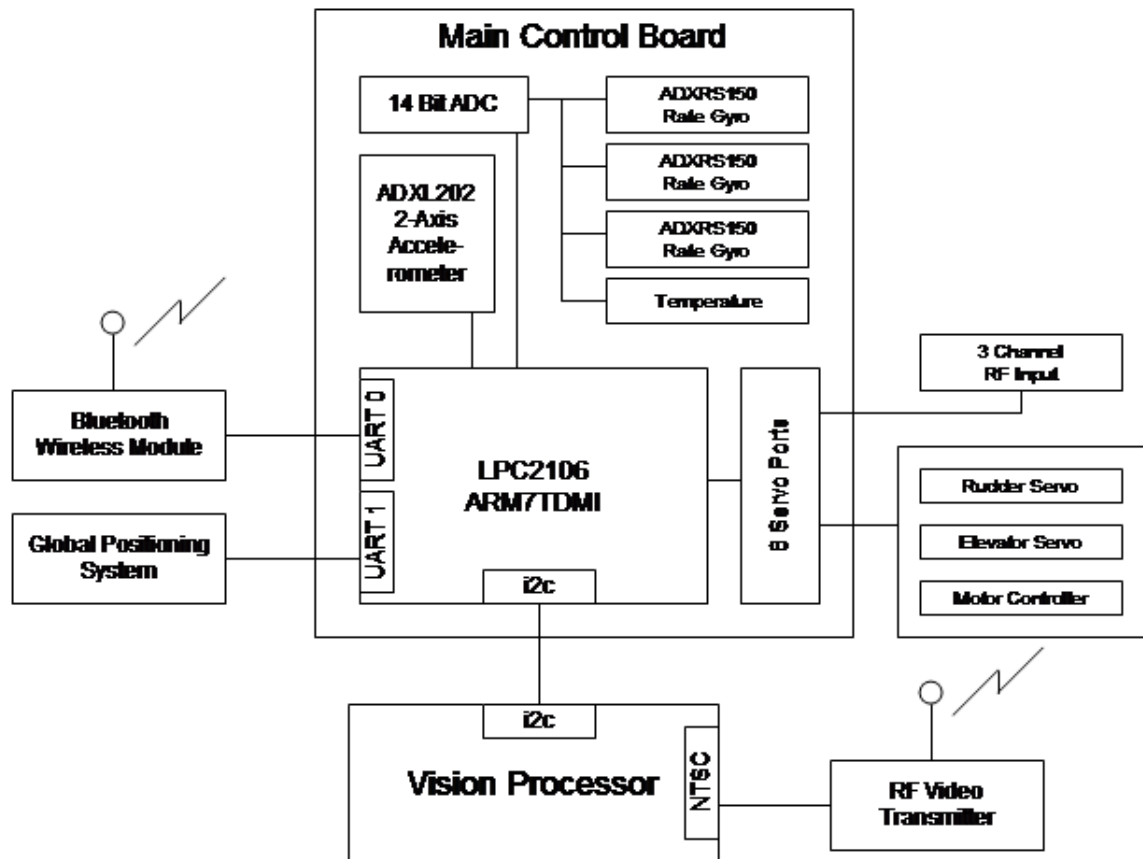 Main Control Board
14 Bit ADC
ADXRS150
Rate Gyro
ADXRS150
Rate Gyro
ADXRS150
Rate Gyro
Temperature
ADXL202
2-Axis
Accele-
rometer
3 Channel
RF Input
Bluetooth
Wireless Module
UART 0
LPC2106
ARM7TDMI
8 Servo Ports
Rudder Servo
Elevator Servo
Motor Controller
Global Positioning
System
UART 1
i2c
i2c
Vision Processor
NTSC
RF Video
Transmitter